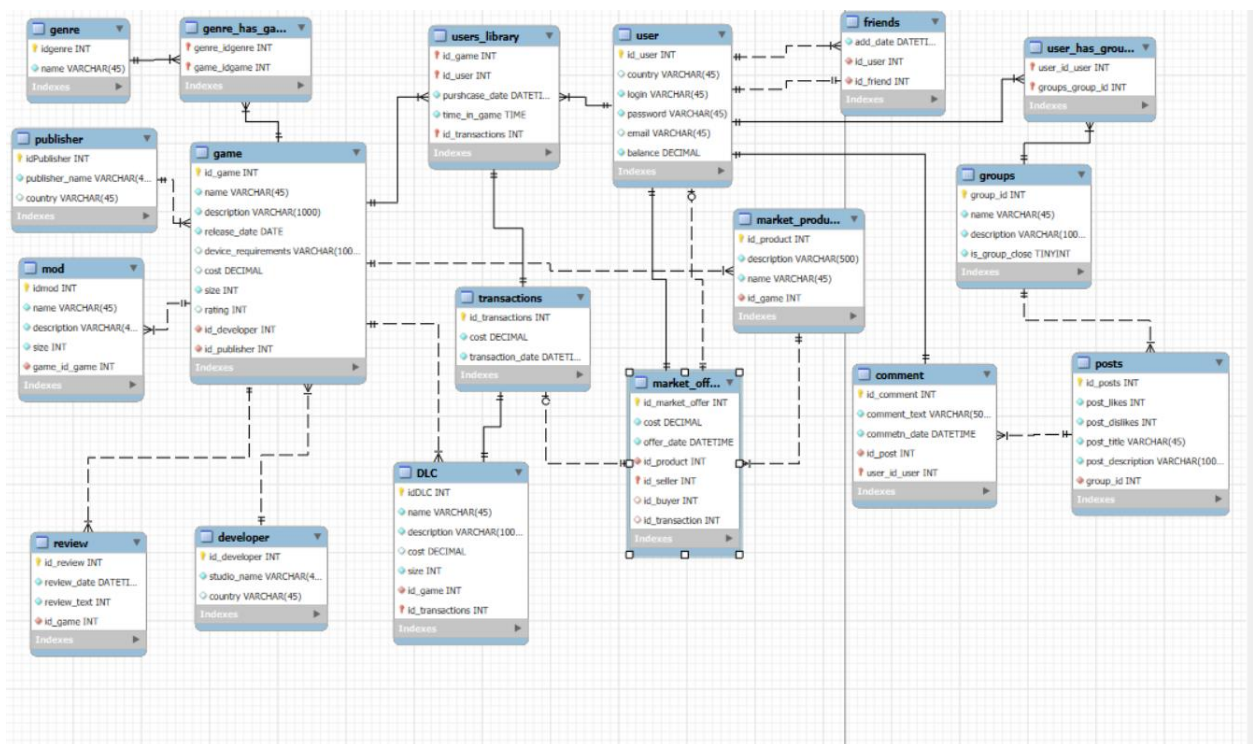 genre
idgenre INT
name VARCHAR(45)
Indexes
genre_has_ga...
genre_idgenre INT
game_idgame INT
Indexes
users_library
id_game INT
id_user INT
purshcase_date DATETI...
time_in_game TIME
id_transactions INT
Indexes
user
id_user INT
country VARCHAR(45)
login VARCHAR(45)
password VARCHAR(45)
email VARCHAR(45)
balance DECIMAL
Indexes
friends
add_date DATETI...
id_user INT
id_friend INT
Indexes
user_has_grou...
user_id_user INT
groups_group_id INT
Indexes
publisher
idPublisher INT
publisher_name VARCHAR(4...
country VARCHAR(45)
Indexes
game
id_game INT
name VARCHAR(45)
description VARCHAR(1000)
release_date DATE
device_requirements VARCHAR(100...
cost DECIMAL
size INT
rating INT
id_developer INT
id_publisher INT
Indexes
groups
group_id INT
name VARCHAR(45)
description VARCHAR(100...
is_group_close TINYINT
Indexes
market_produ...
id_product INT
description VARCHAR(500)
name VARCHAR(45)
id_game INT
Indexes
mod
idmod INT
name VARCHAR(45)
description VARCHAR(4...
size INT
game_id_game INT
Indexes
transactions
id_transactions INT
cost DECIMAL
transaction_date DATETI...
Indexes
market_off...
id_market_offer INT
cost DECIMAL
offer_date DATETIME
id_product INT
id_seller INT
id_buyer INT
id_transaction INT
Indexes
comment
id_comment INT
comment_text VARCHAR(50...
commetn_date DATETIME
id_post INT
user_id_user INT
Indexes
posts
id_posts INT
post_likes INT
post_dislikes INT
post_title VARCHAR(45)
post_description VARCHAR(100...
group_id INT
Indexes
DLC
idDLC INT
name VARCHAR(45)
description VARCHAR(100...
cost DECIMAL
size INT
id_game INT
id_transactions INT
Indexes
review
id_review INT
review_date DATETI...
review_text INT
id_game INT
Indexes
developer
id_developer INT
studio_name VARCHAR(4...
country VARCHAR(45)
Indexes